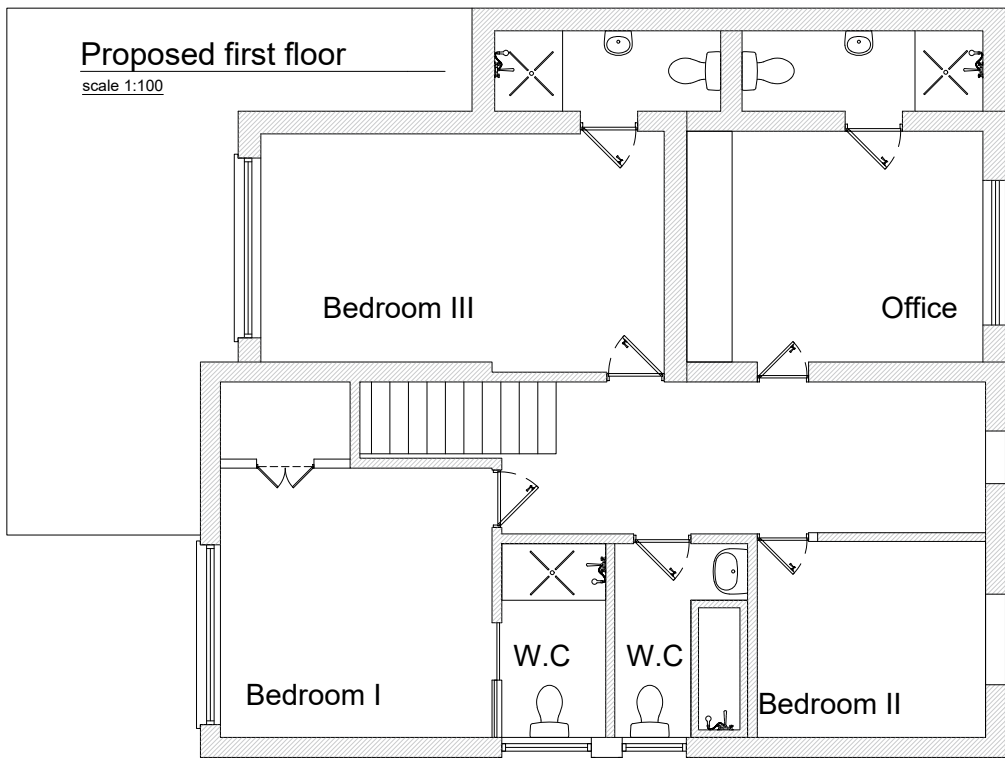 Proposed first floor
scale 1:100
Bedroom III
Office
W.C
W.C
Bedroom I
Bedroom II